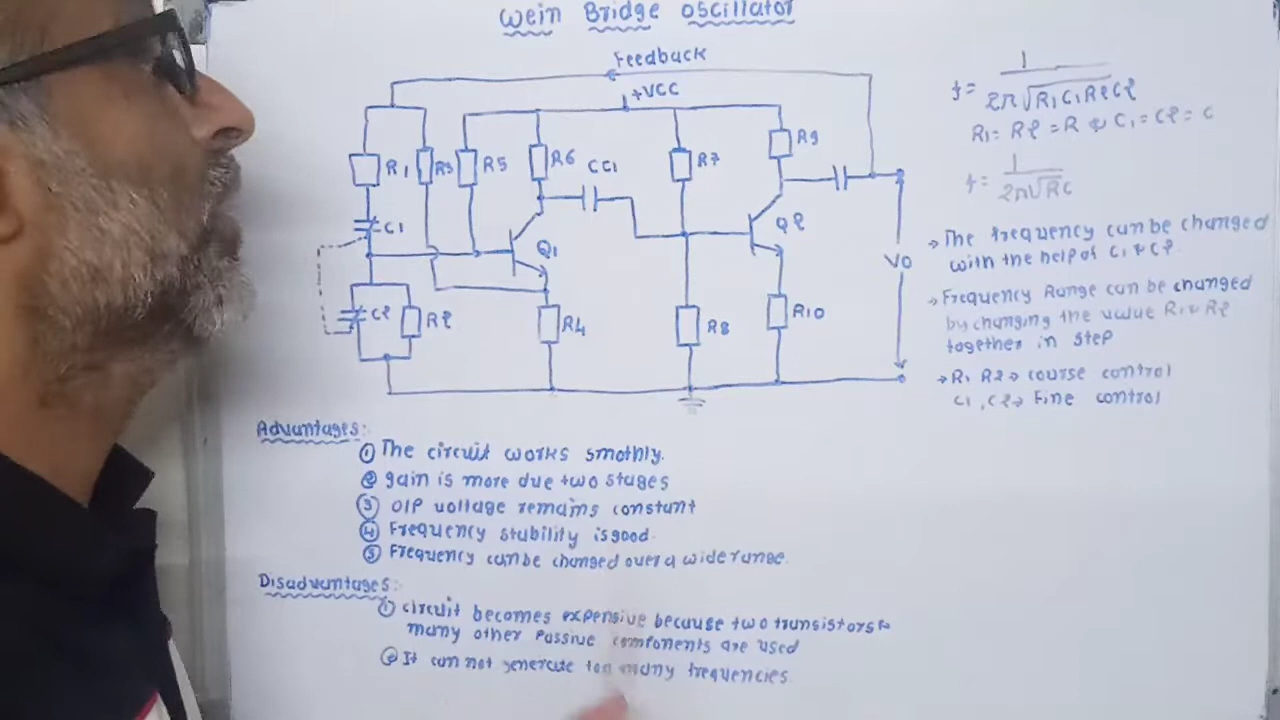 Wein Bridge Oscillator
Feedback
+VCC
R1
R3
R5
R6
CC1
R7
R9
C1
Q1
Q2
C2
R2
R4
R8
R10
VO
f= 1
2π√R1C1R2C2
R1= R2 =R & C1= C2 = C
f= 1
2π√RC
→ The frequency can be changed
with the help of C1 & C2.
→ Frequency Range can be changed
by changing the value R1 & R2
together in step
→ R1 R2 → course control
C1, C2 → Fine control
Advantages:
① The circuit works smothly.
② gain is more due two stages
③ O/P voltage remains constant
④ Frequency stability is good.
⑤ Frequency can be changed over a wide range.
Disadvantages:
① circuit becomes expensive because two transistors &
many other Passive components are used
② It can not generate too many frequencies.